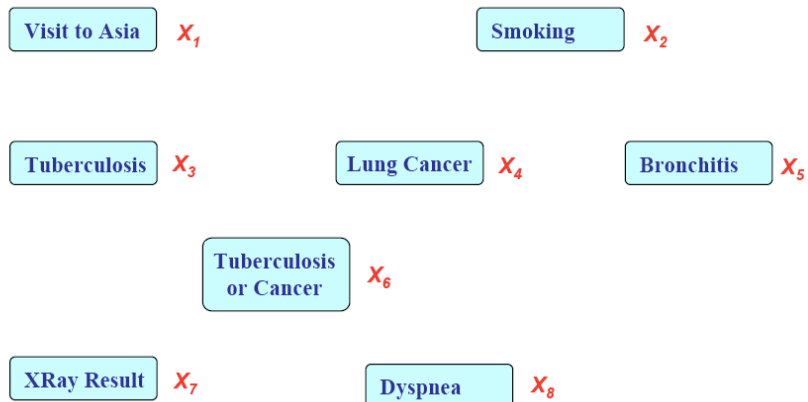 Visit to Asia X1
Smoking X2
Tuberculosis X3
Lung Cancer X4
Bronchitis X5
Tuberculosis
or Cancer X6
XRay Result X7
Dyspnea X8